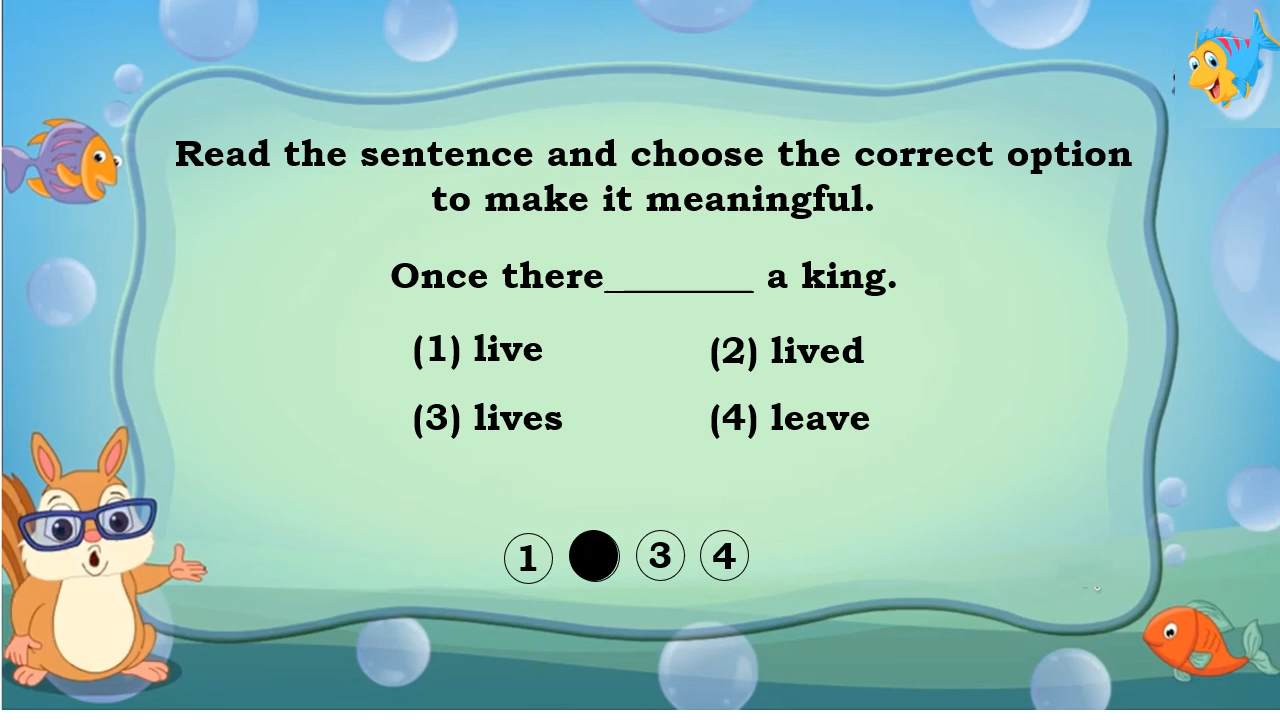 Read the sentence and choose the correct option
to make it meaningful.
Once there________ a king.
(1) live (2) lived
(3) lives (4) leave
1 3 4